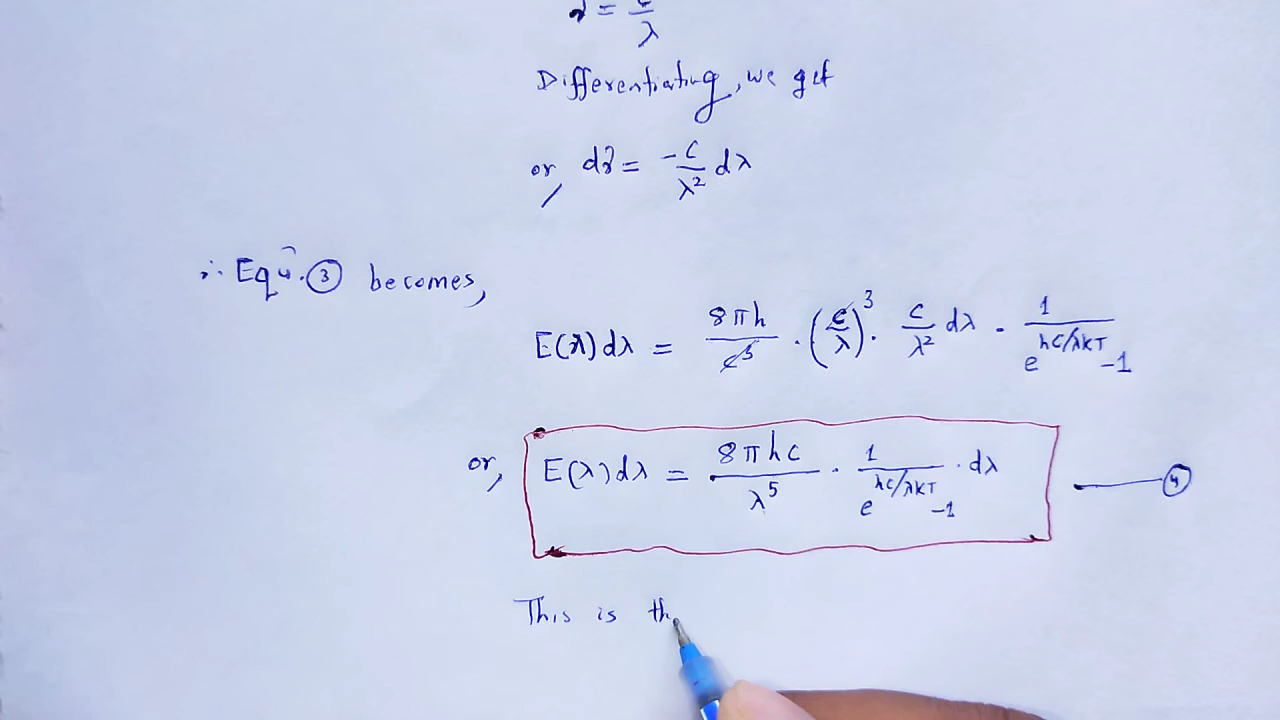 ν = c/λ
Differentiating, we get
or, dν = -c/λ² dλ
∴ Equⁿ. ③ becomes,
E(λ)dλ = 8πh/c³ · (c/λ)³ · c/λ² dλ · 1/e^(hc/λKT) -1
or, E(λ)dλ = 8πhc/λ⁵ · 1/e^(hc/λKT) -1 · dλ —— ④
This is th